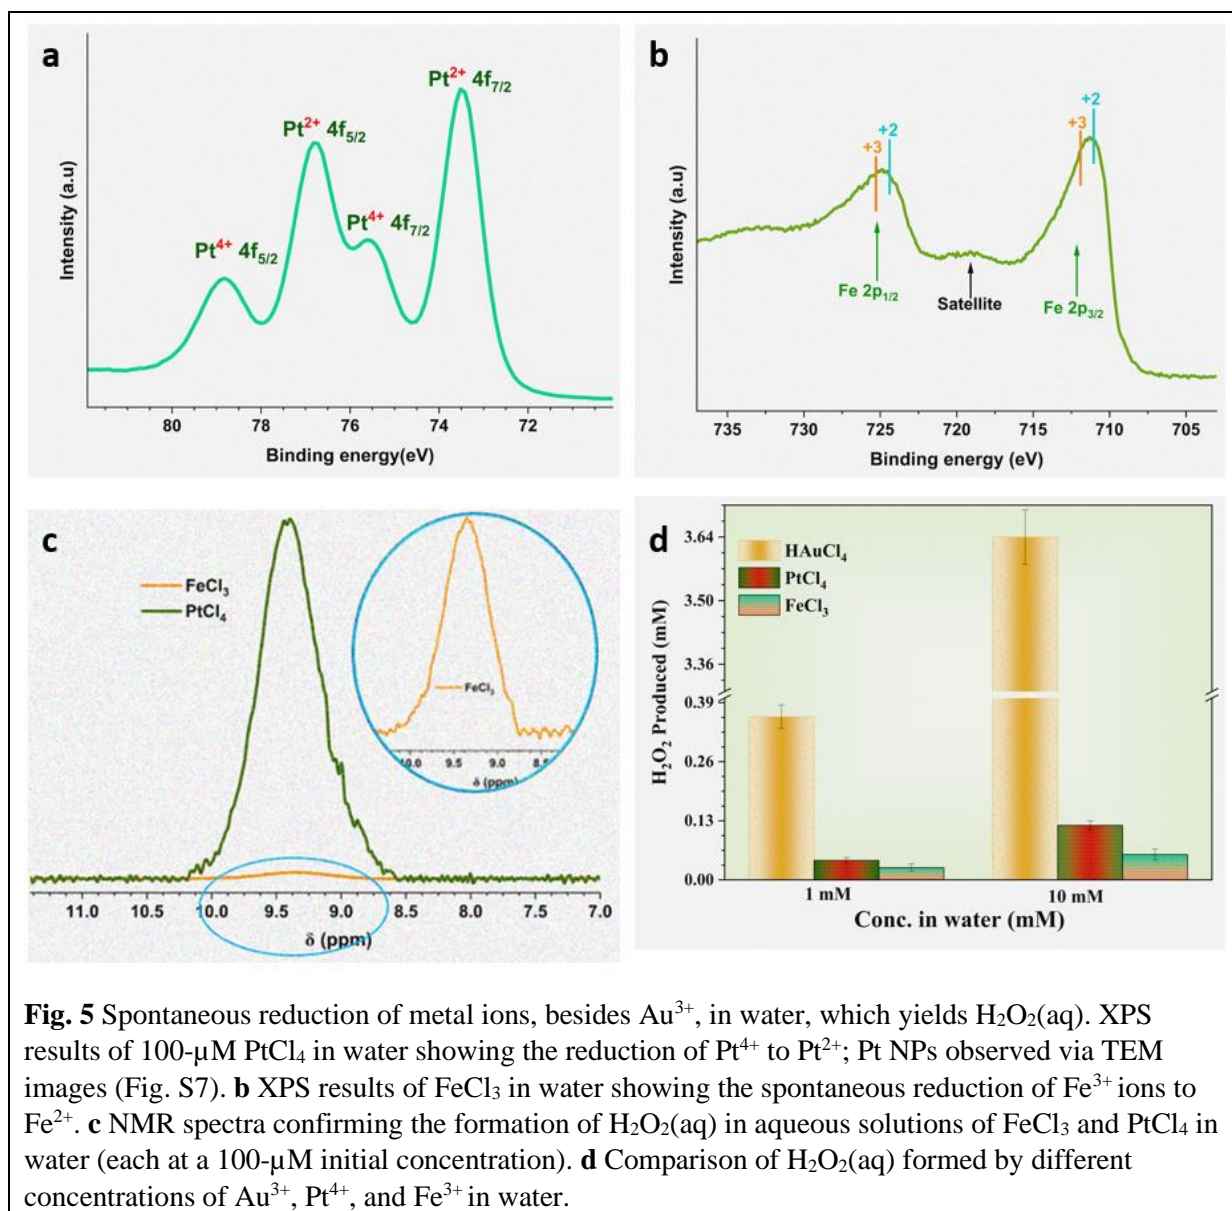 a
Pt²⁺ 4f₇/₂
Pt²⁺ 4f₅/₂
Pt⁴⁺ 4f₇/₂
Pt⁴⁺ 4f₅/₂
Intensity (a.u)
80 78 76 74 72
Binding energy(eV)
b
+2
+3
+2
+3
Fe 2p₁/₂
Satellite
Fe 2p₃/₂
Intensity (a.u)
735 730 725 720 715 710 705
Binding energy (eV)
c
FeCl₃
PtCl₄
FeCl₃
10.0 9.5 9.0 8.5
δ (ppm)
11.0 10.5 10.0 9.5 9.0 8.5 8.0 7.5 7.0
δ (ppm)
d
HAuCl₄
PtCl₄
FeCl₃
3.64
3.50
3.36
0.39
0.26
0.13
0.00
H₂O₂ Produced (mM)
1 mM 10 mM
Conc. in water (mM)
Fig. 5 Spontaneous reduction of metal ions, besides Au³⁺, in water, which yields H₂O₂(aq). XPS
results of 100-µM PtCl₄ in water showing the reduction of Pt⁴⁺ to Pt²⁺; Pt NPs observed via TEM
images (Fig. S7). b XPS results of FeCl₃ in water showing the spontaneous reduction of Fe³⁺ ions to
Fe²⁺. c NMR spectra confirming the formation of H₂O₂(aq) in aqueous solutions of FeCl₃ and PtCl₄ in
water (each at a 100-µM initial concentration). d Comparison of H₂O₂(aq) formed by different
concentrations of Au³⁺, Pt⁴⁺, and Fe³⁺ in water.